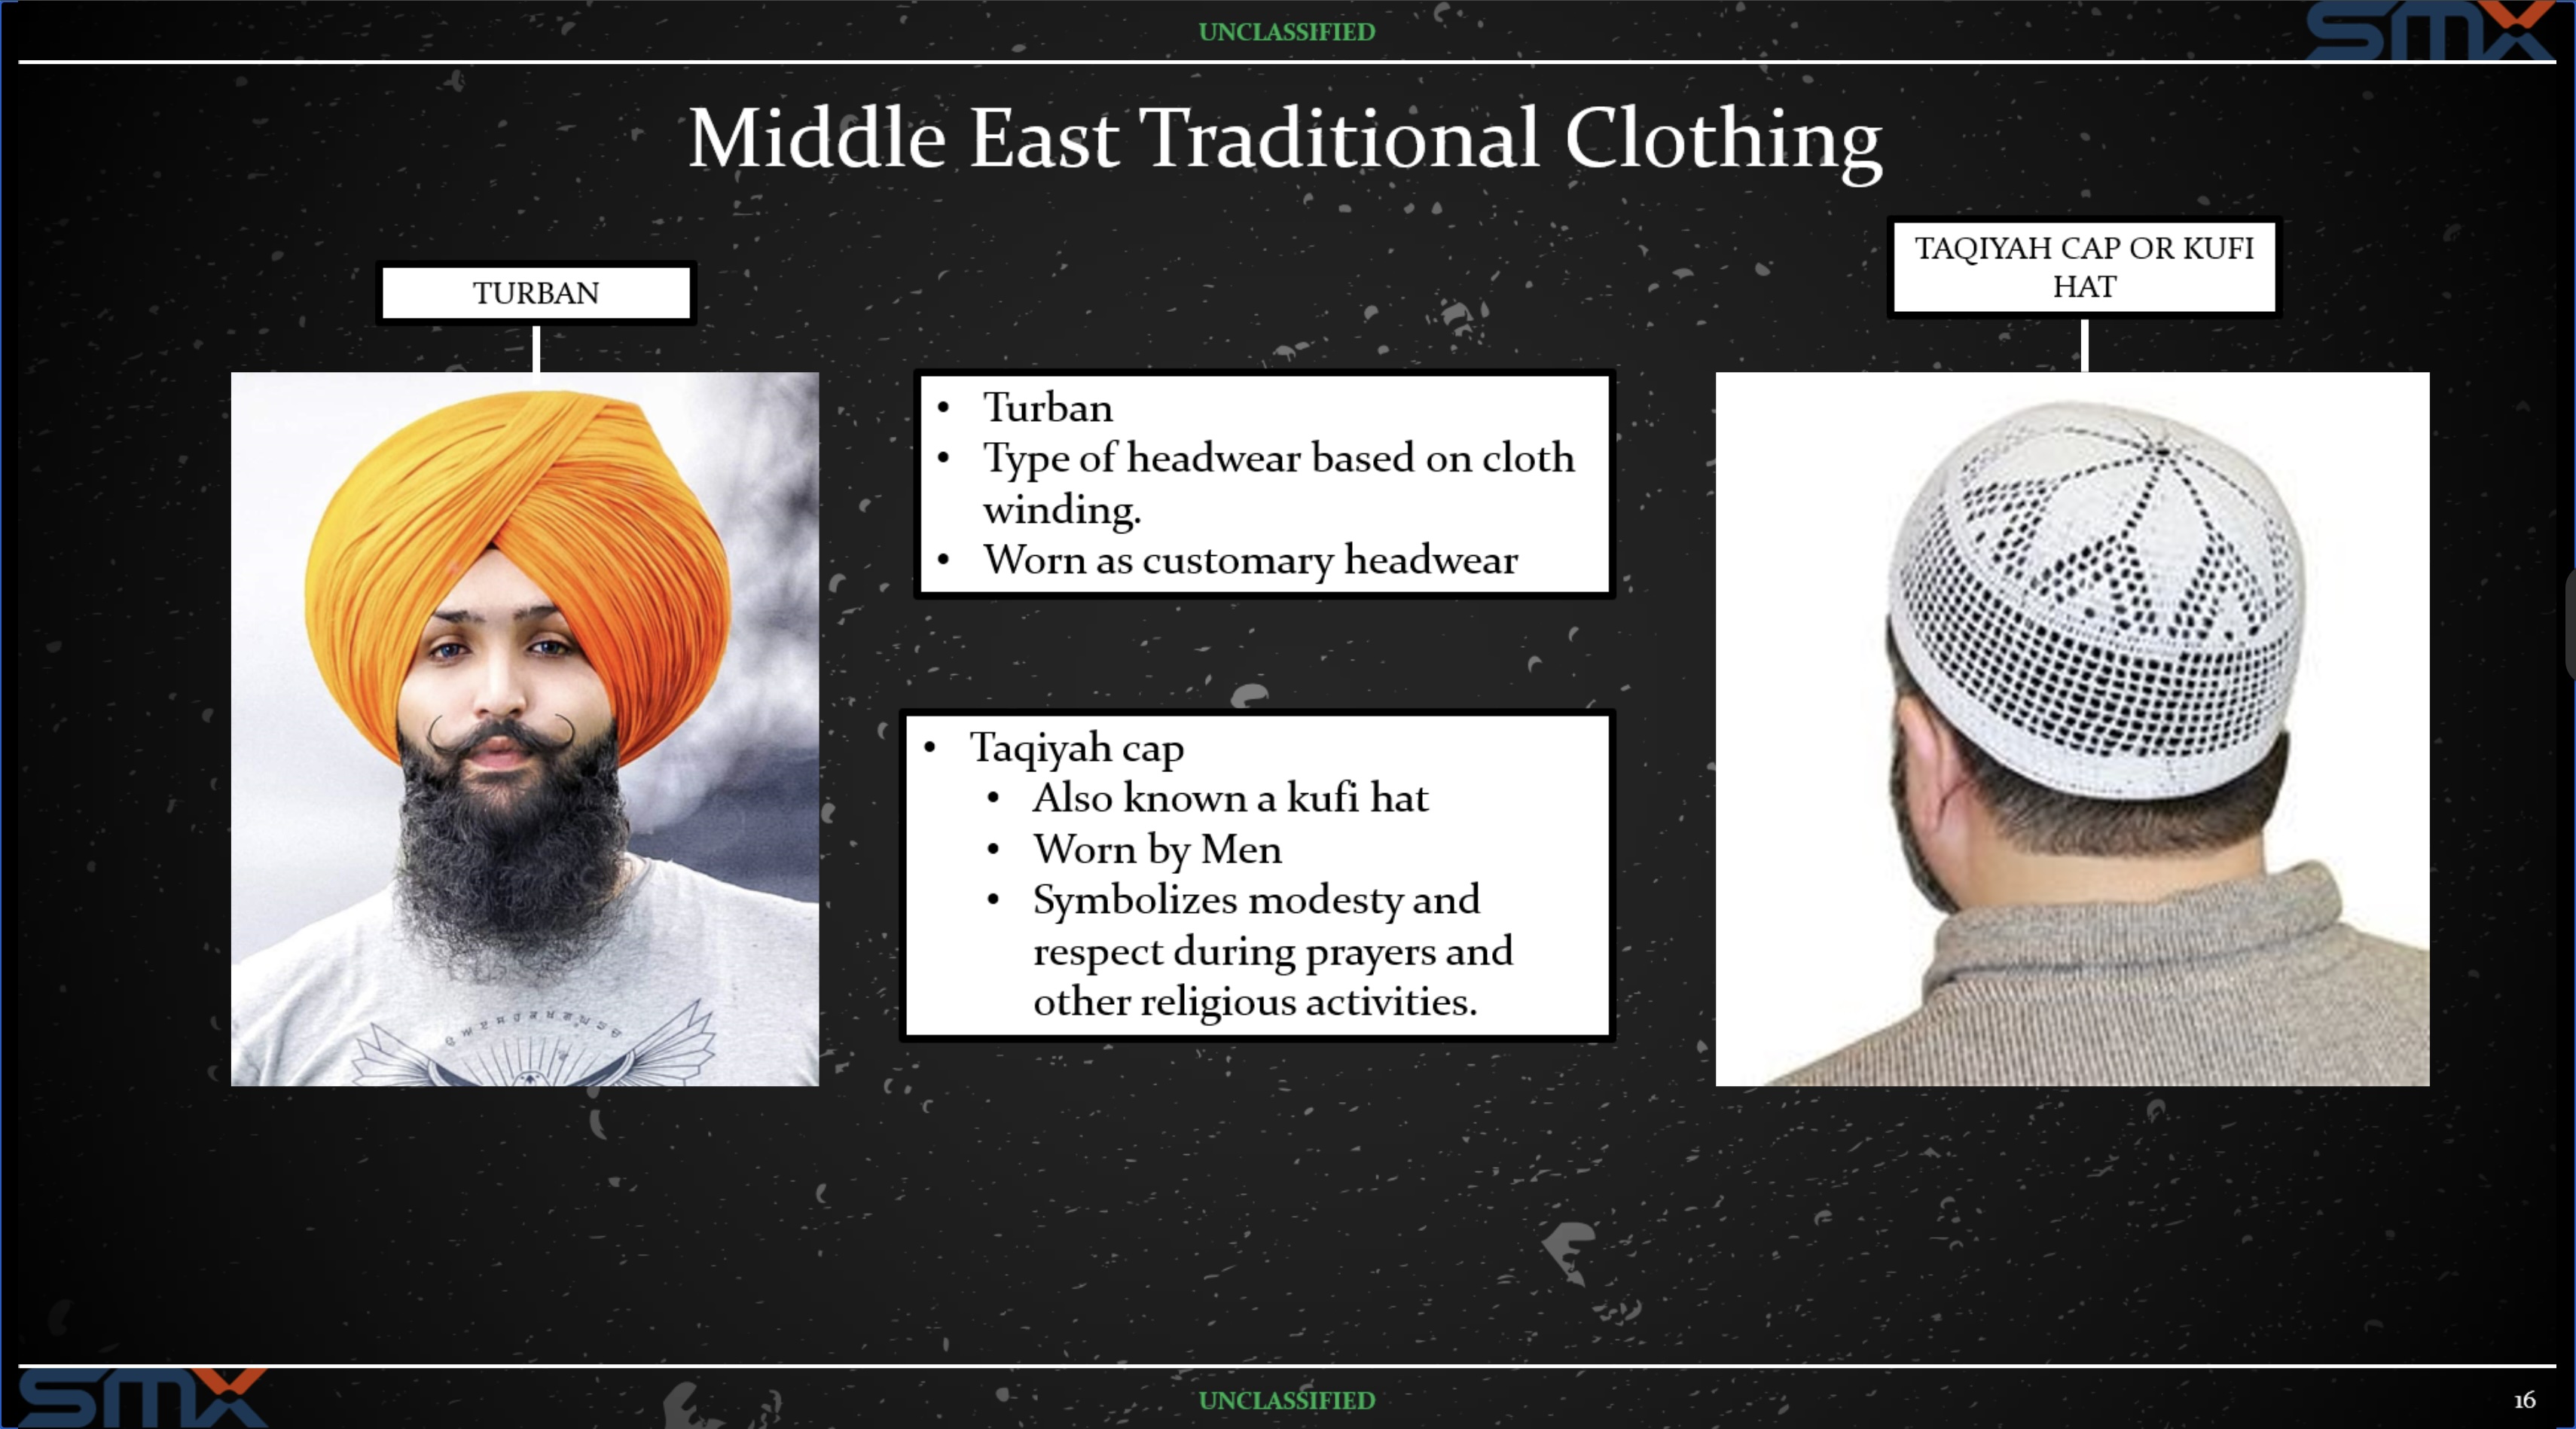 UNCLASSIFIED
SMX
Middle East Traditional Clothing
TURBAN
TAQIYAH CAP OR KUFI
HAT
• Turban
• Type of headwear based on cloth
winding.
• Worn as customary headwear
• Taqiyah cap
• Also known a kufi hat
• Worn by Men
• Symbolizes modesty and
respect during prayers and
other religious activities.
SMX
UNCLASSIFIED
16